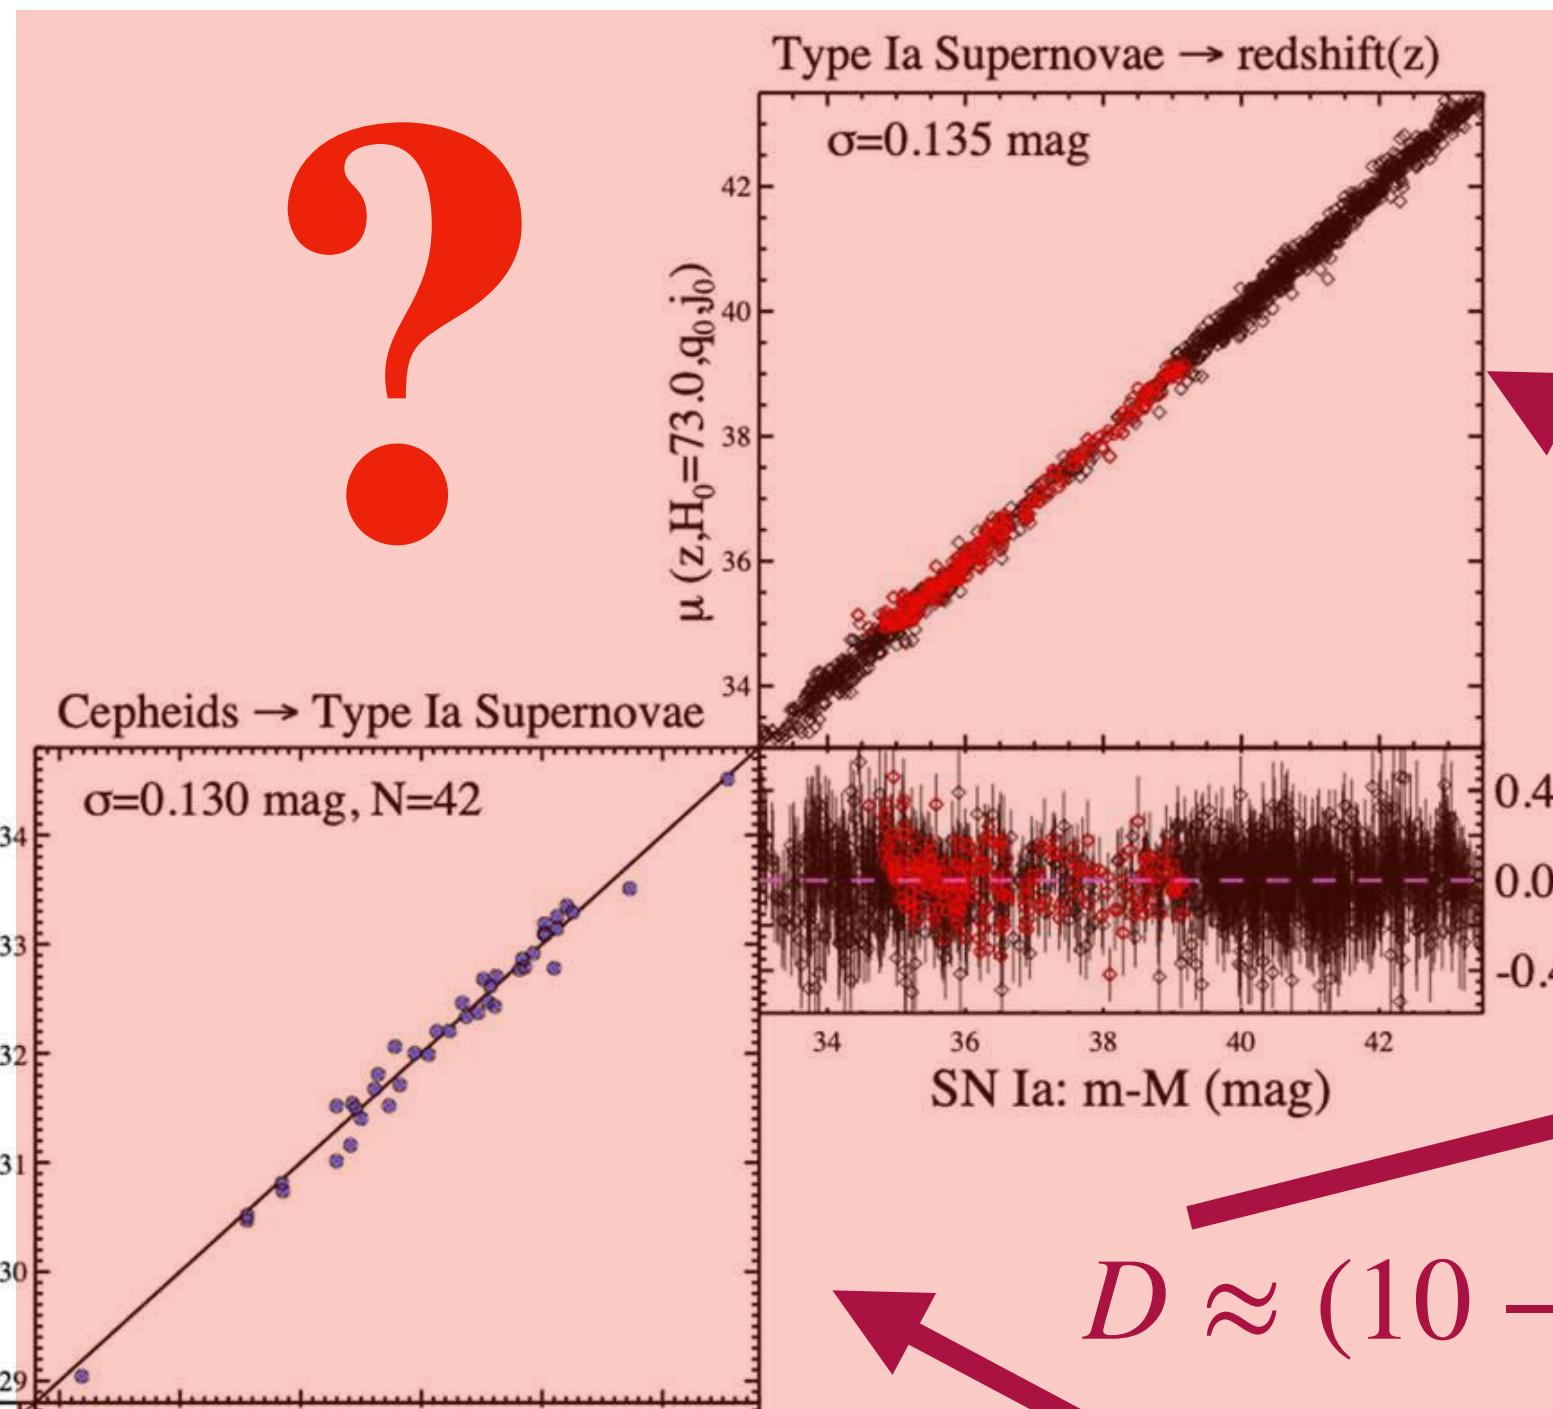 Type Ia Supernovae → redshift(z)
σ=0.135 mag
?
μ (z,H₀=73.0,q₀,j₀)
42
40
38
36
34
Cepheids → Type Ia Supernovae
σ=0.130 mag, N=42
34
33
32
31
30
29
0.4
0.0
-0.4
34 36 38 40 42
SN Ia: m-M (mag)
D ≈ (10 –